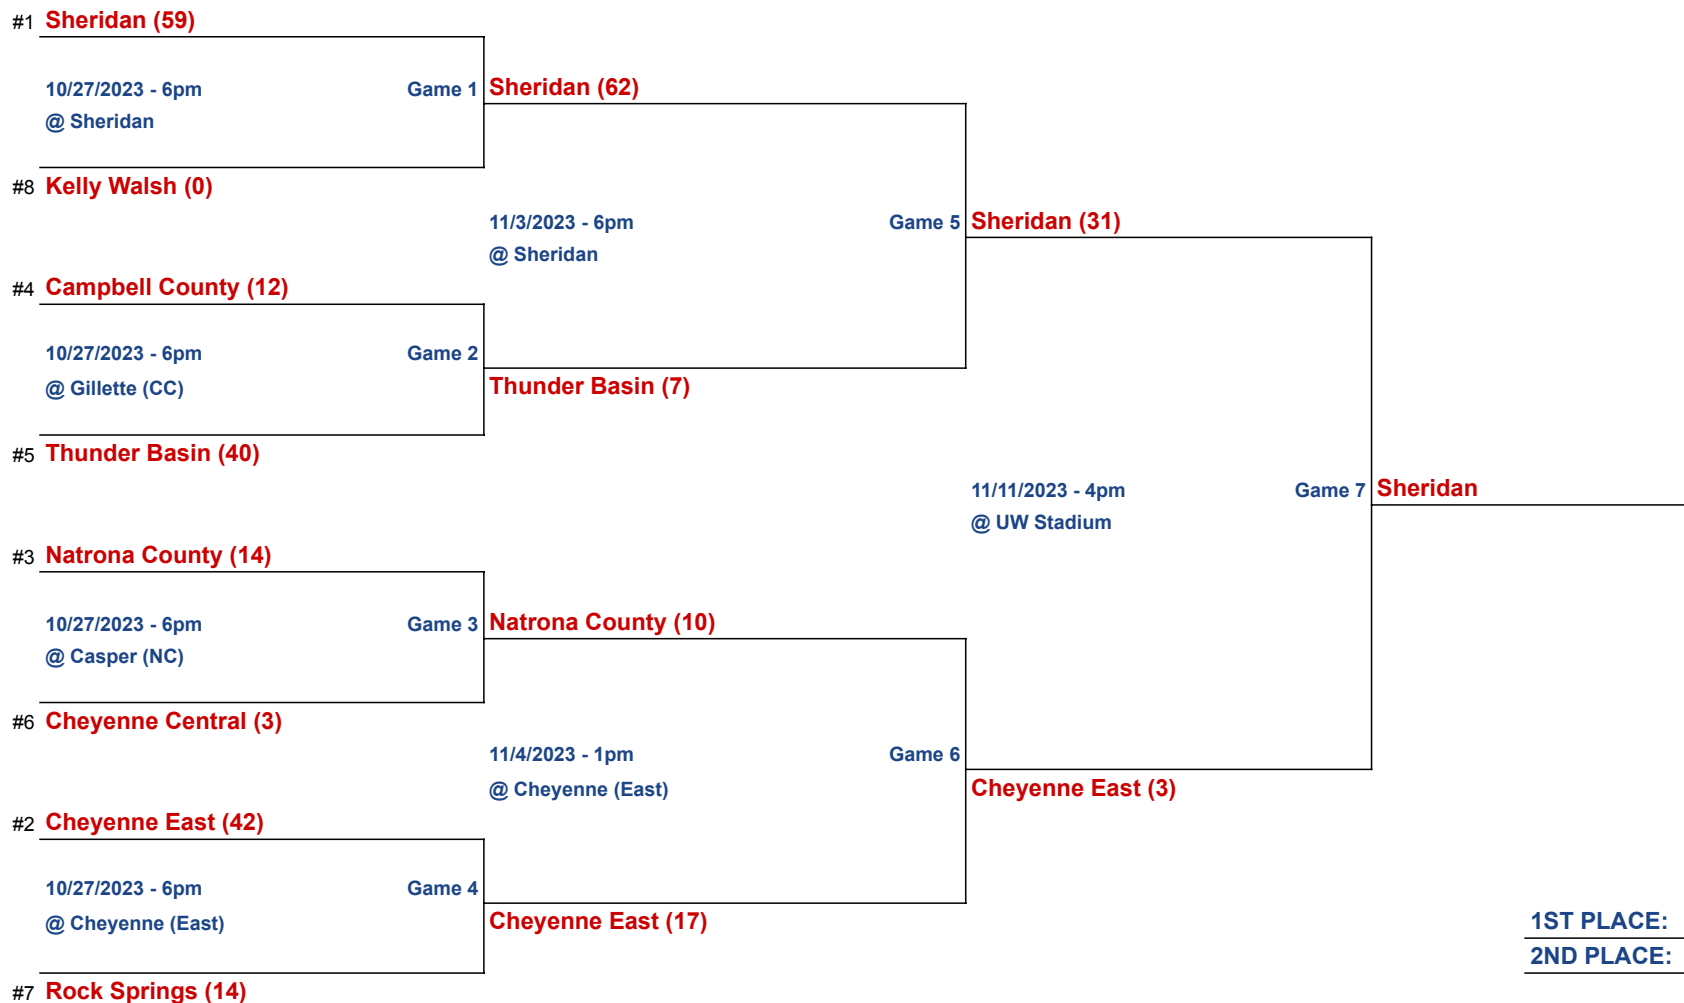 #1 Sheridan (59)
10/27/2023 - 6pm Game 1
@ Sheridan
#8 Kelly Walsh (0)
#4 Campbell County (12)
10/27/2023 - 6pm Game 2
@ Gillette (CC)
#5 Thunder Basin (40)
#3 Natrona County (14)
10/27/2023 - 6pm Game 3
@ Casper (NC)
#6 Cheyenne Central (3)
#2 Cheyenne East (42)
10/27/2023 - 6pm Game 4
@ Cheyenne (East)
#7 Rock Springs (14)
Sheridan (62)
11/3/2023 - 6pm Game 5
@ Sheridan
Thunder Basin (7)
Natrona County (10)
11/4/2023 - 1pm Game 6
@ Cheyenne (East)
Cheyenne East (17)
Sheridan (31)
11/11/2023 - 4pm Game 7
@ UW Stadium
Cheyenne East (3)
Sheridan
1ST PLACE:
2ND PLACE: